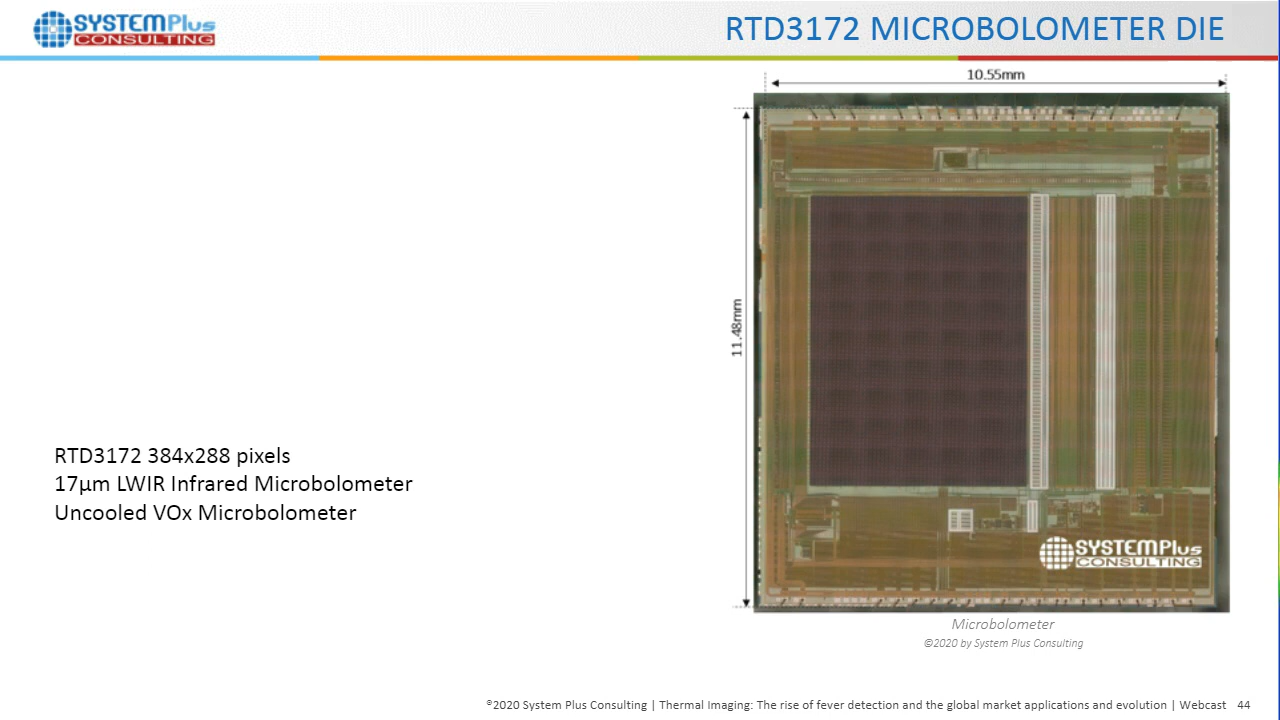 SYSTEMPlus
CONSULTING
RTD3172 MICROBOLOMETER DIE
10.55mm
11.48mm
RTD3172 384x288 pixels
17µm LWIR Infrared Microbolometer
Uncooled VOx Microbolometer
SYSTEMPlus
CONSULTING
Microbolometer
©2020 by System Plus Consulting
©2020 System Plus Consulting | Thermal Imaging: The rise of fever detection and the global market applications and evolution | Webcast 44